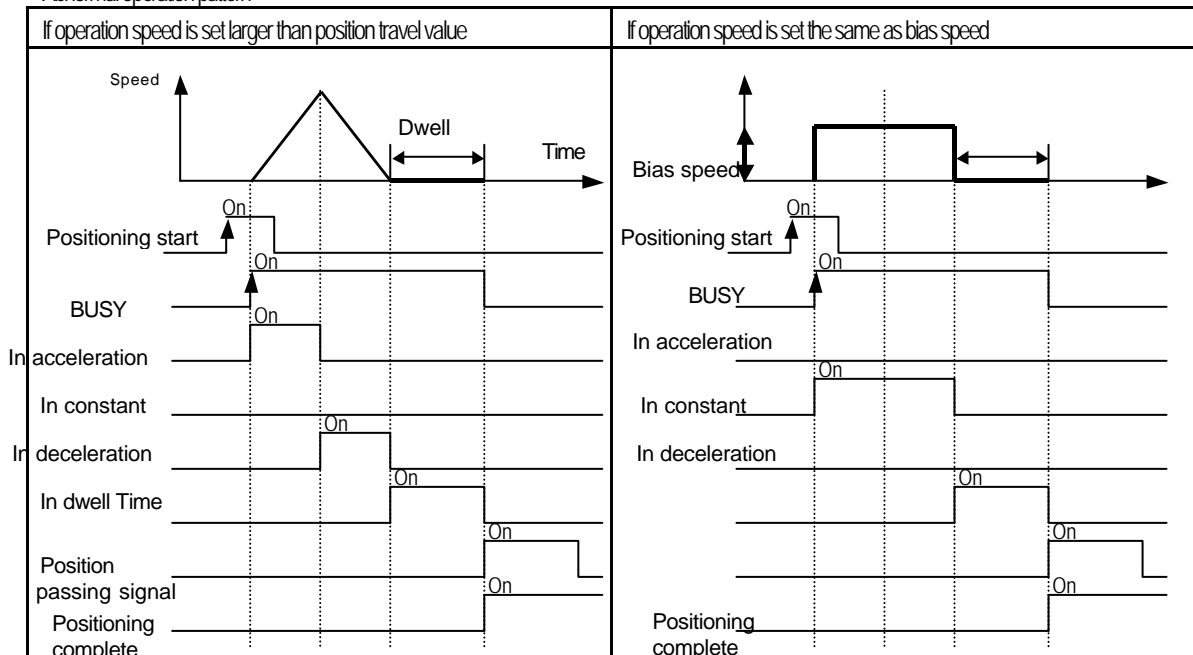 If operation speed is set larger than position travel value
Speed
Dwell
Time
On
Positioning start
On
BUSY
On
In acceleration
In constant
On
In deceleration
On
In dwell Time
On
Position
passing signal
On
Positioning
complete
If operation speed is set the same as bias speed
Bias speed
On
Positioning start
On
BUSY
In acceleration
On
In constant
In deceleration
On
On
On
Positioning
complete